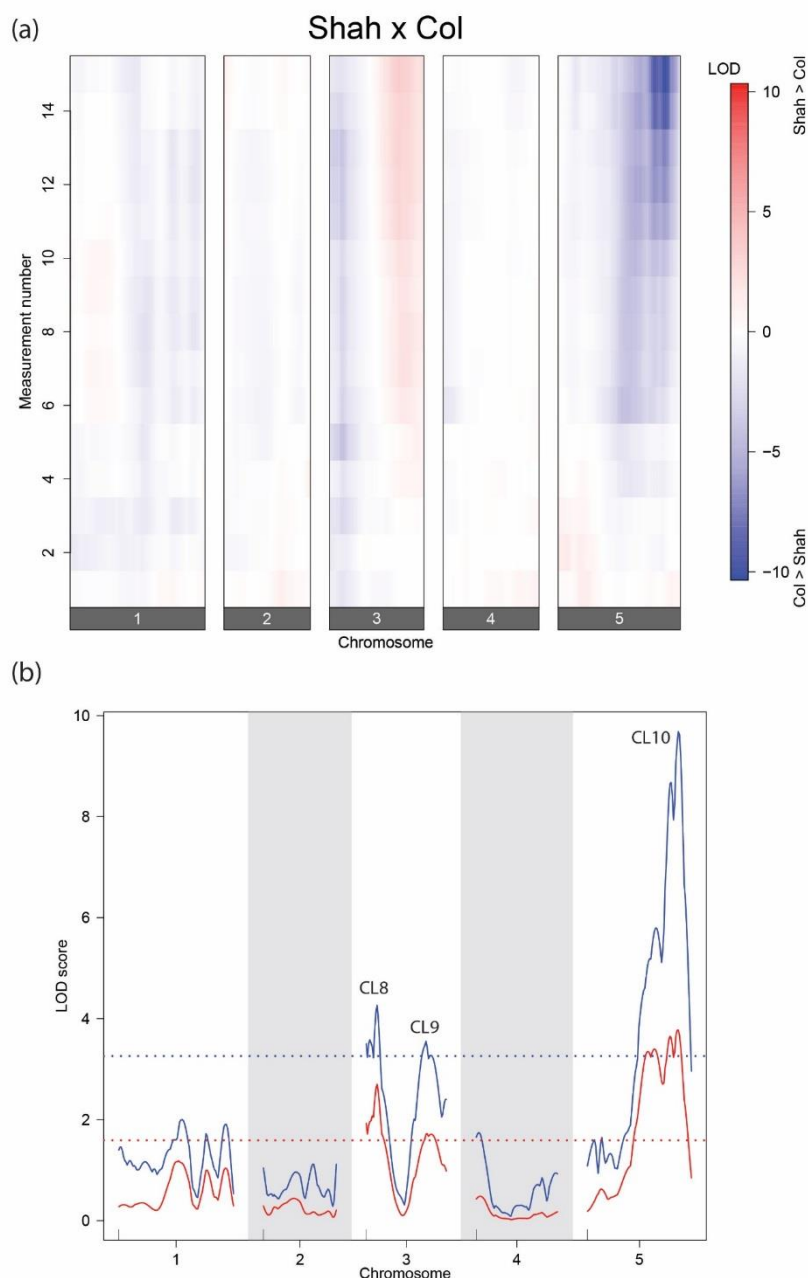 (a)
Shah x Col
LOD
Measurement number
14
12
10
8
6
4
2
1
2
3
4
5
Chromosome
10
5
0
−5
−10
Shah > Col
Col > Shah
(b)
LOD score
10
8
6
4
2
0
CL8
CL9
CL10
1
2
3
4
5
Chromosome